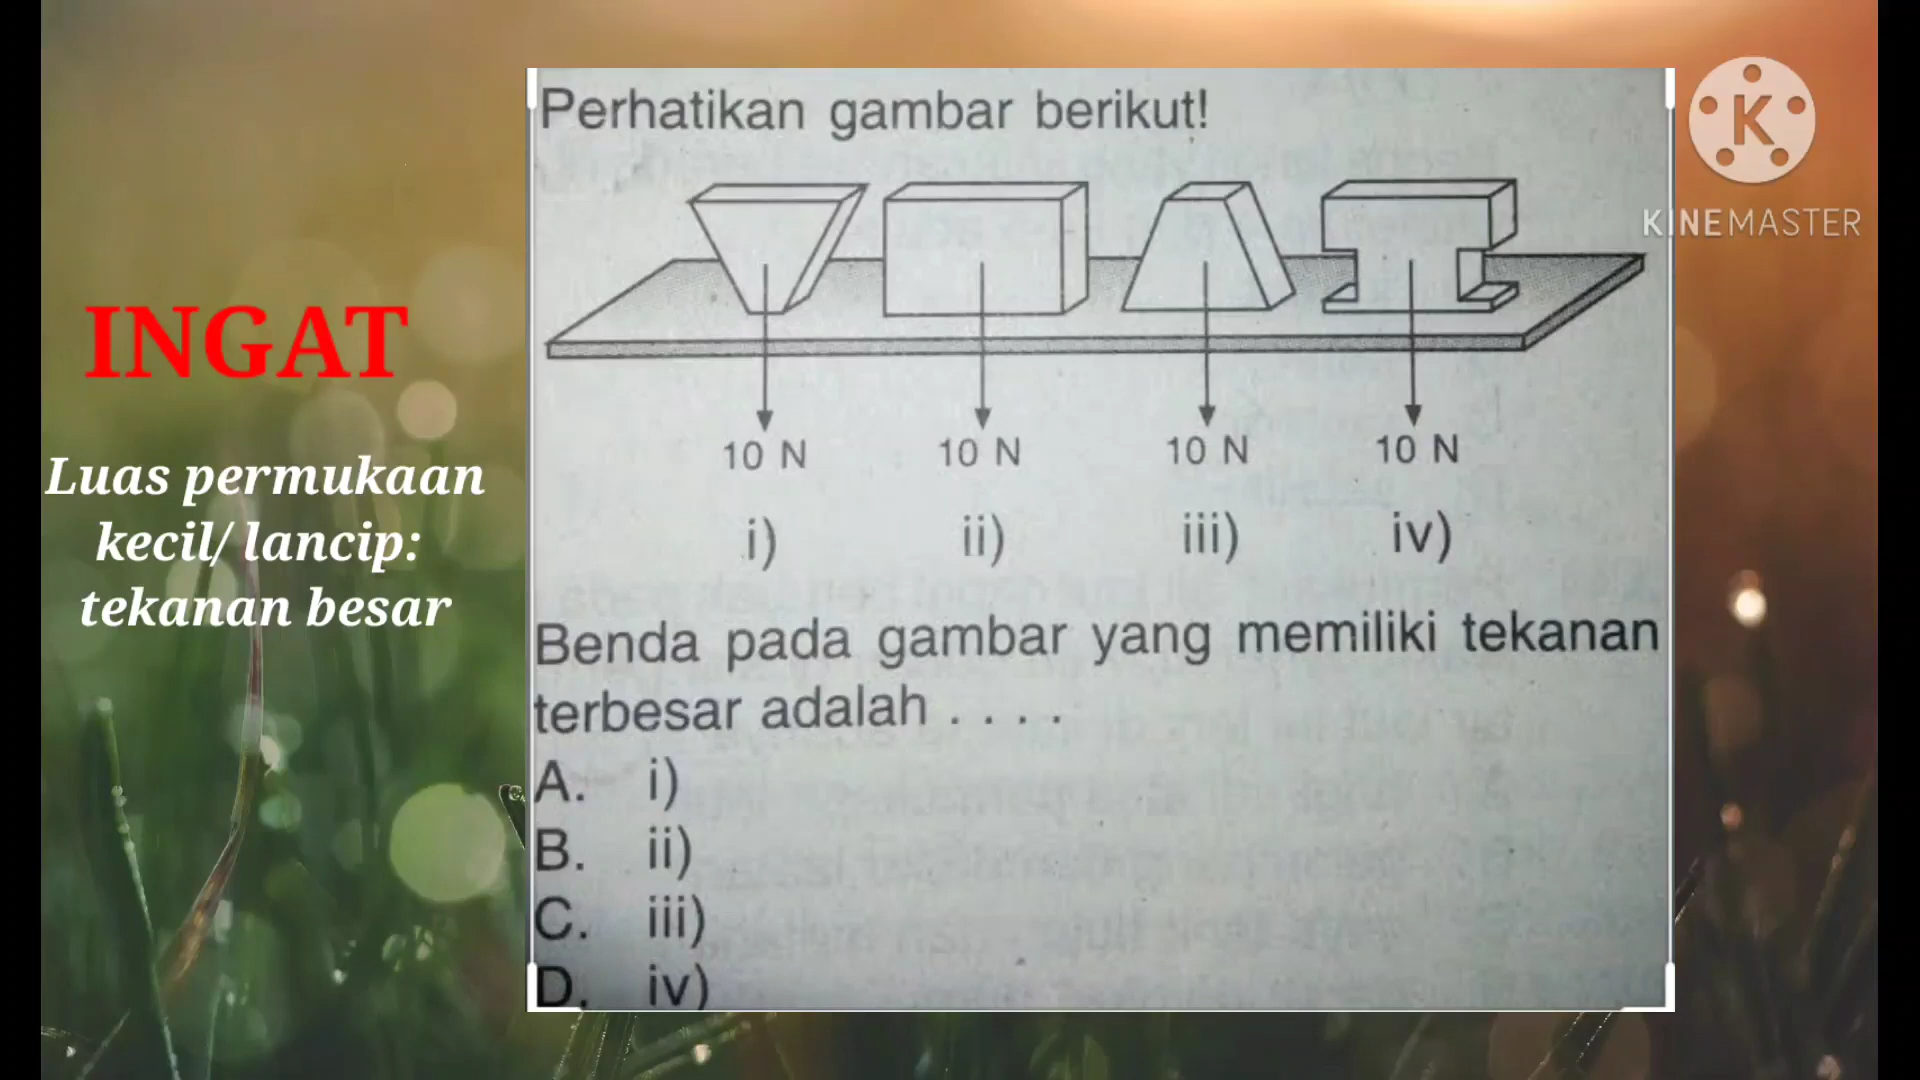 INGAT
Luas permukaan
kecil/ lancip:
tekanan besar
Perhatikan gambar berikut!
10 N 10 N 10 N 10 N
i) ii) iii) iv)
Benda pada gambar yang memiliki tekanan
terbesar adalah . . . .
A. i)
B. ii)
C. iii)
D. iv)
K
KINEMASTER